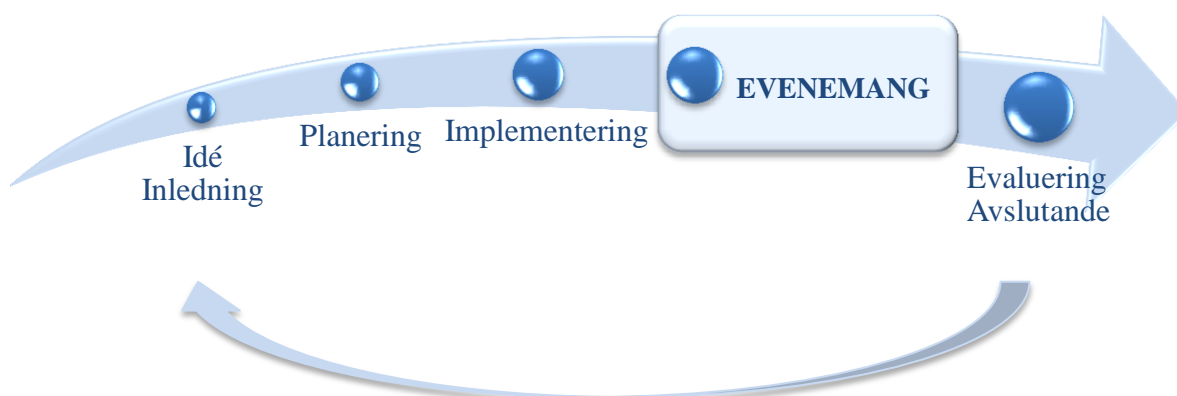 Idé
Inledning
Planering
Implementering
EVENEMANG
Evaluering
Avslutande